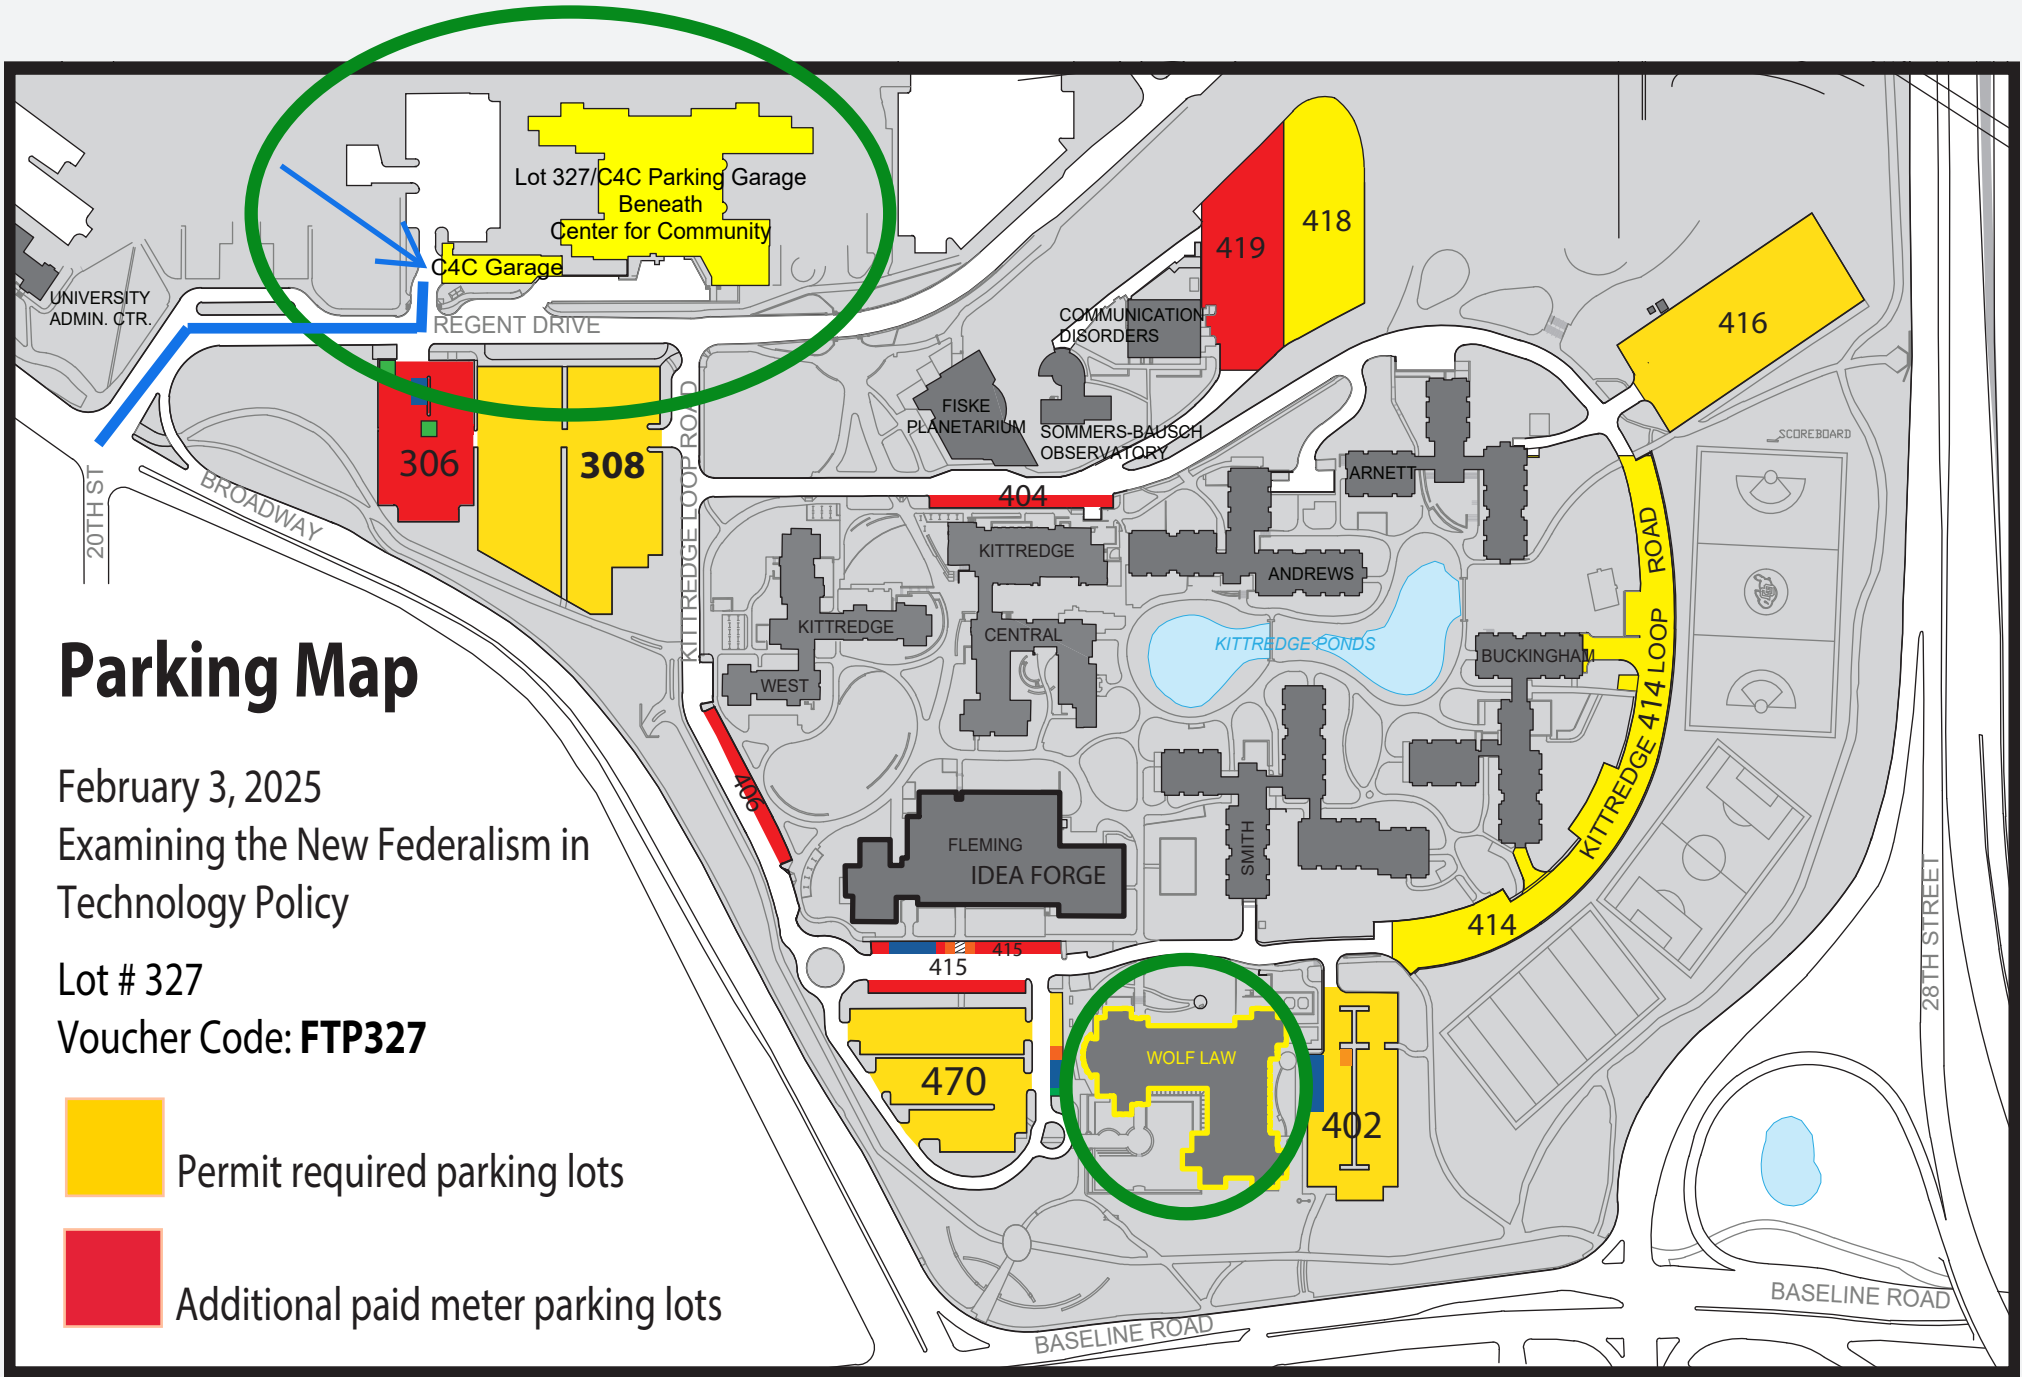 Lot 327/C4C Parking Garage
Beneath
Center for Community
C4C Garage
UNIVERSITY
ADMIN. CTR.
REGENT DRIVE
419
418
416
COMMUNICATION
DISORDERS
FISKE
PLANETARIUM
SOMMERS-BAUSCH
OBSERVATORY
SCOREBOARD
306
308
404
ARNETT
20TH ST
BROADWAY
KITTREDGE LOOP ROAD
KITTREDGE
ANDREWS
KITTREDGE
CENTRAL
KITTREDGE PONDS
BUCKINGHAM
WEST
KITTREDGE 414 LOOP ROAD
Parking Map
February 3, 2025
Examining the New Federalism in
Technology Policy
Lot # 327
Voucher Code: FTP327
Permit required parking lots
Additional paid meter parking lots
406
FLEMING
IDEA FORGE
SMITH
414
415
415
28TH STREET
WOLF LAW
470
402
BASELINE ROAD
BASELINE ROAD